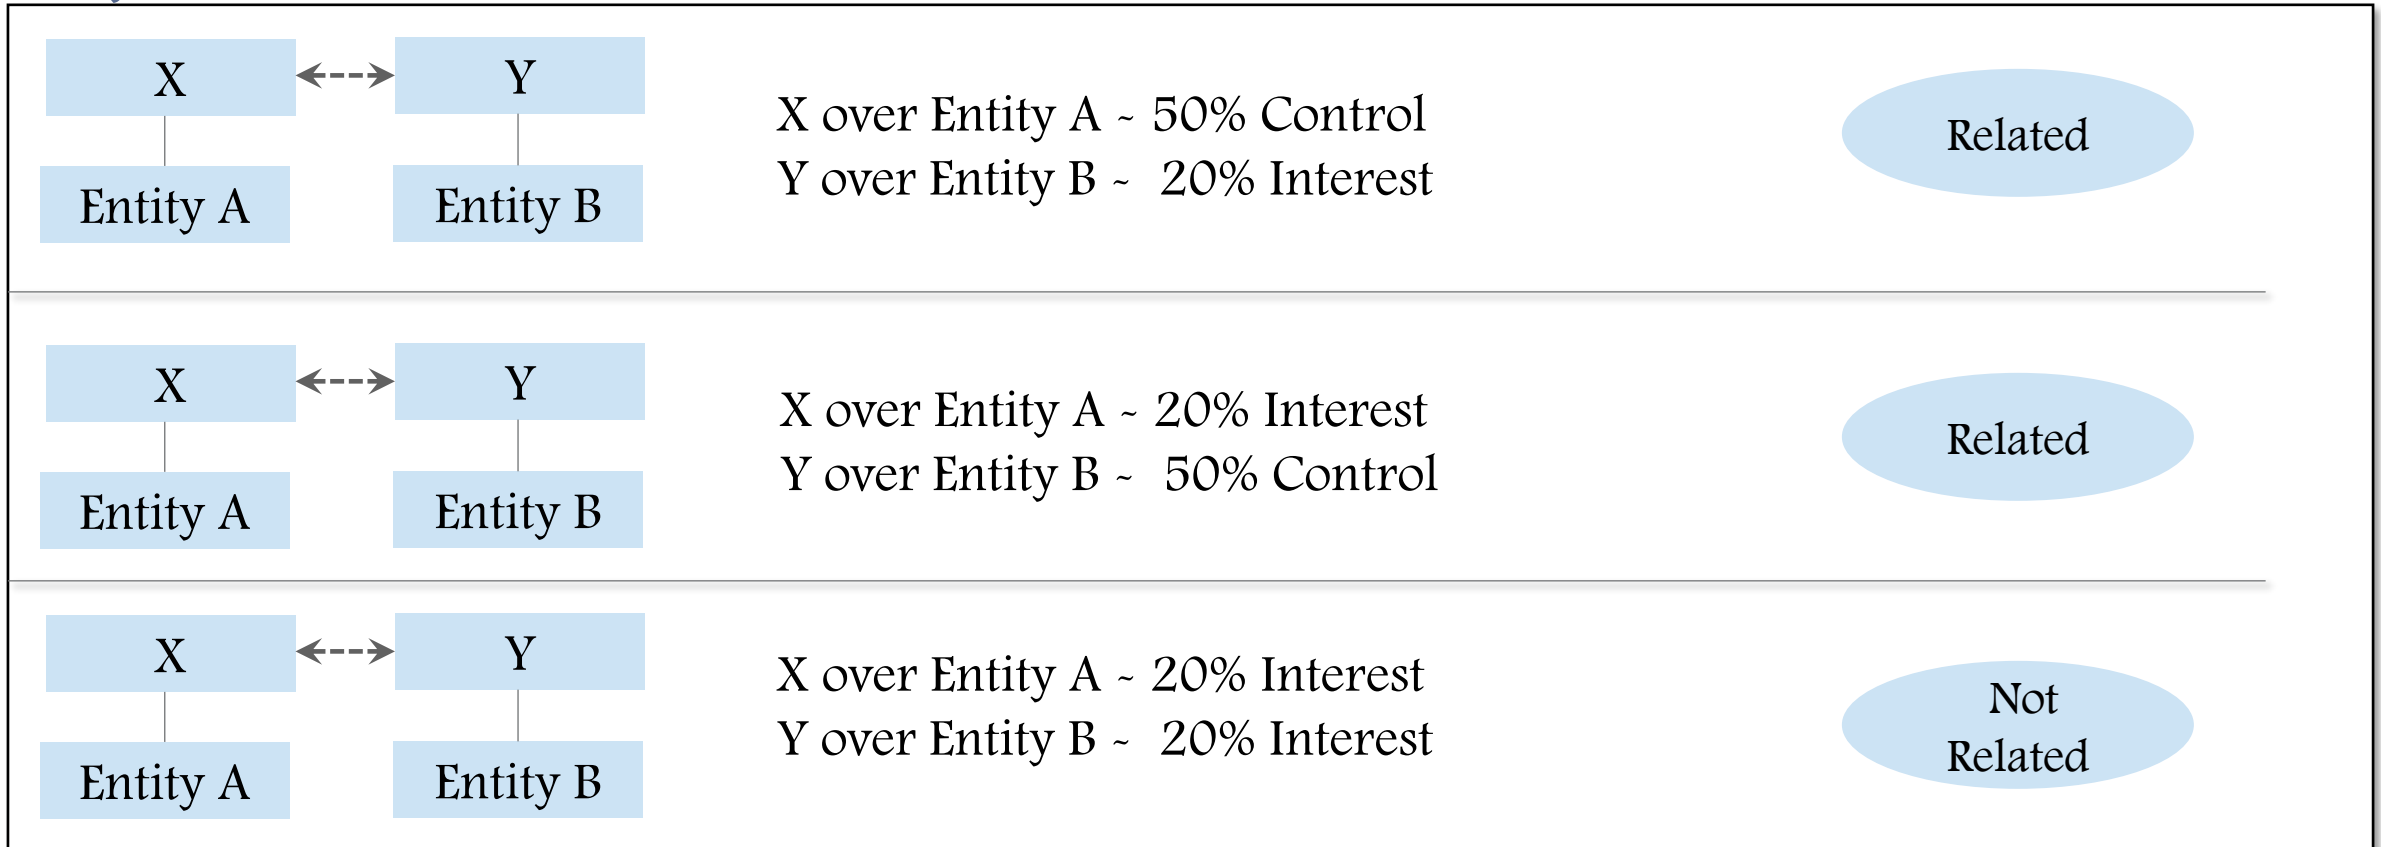 X
Y
Entity A
Entity B
X over Entity A ~ 50% Control
Y over Entity B ~ 20% Interest
Related
X
Y
Entity A
Entity B
X over Entity A ~ 20% Interest
Y over Entity B ~ 50% Control
Related
X
Y
Entity A
Entity B
X over Entity A ~ 20% Interest
Y over Entity B ~ 20% Interest
Not
Related